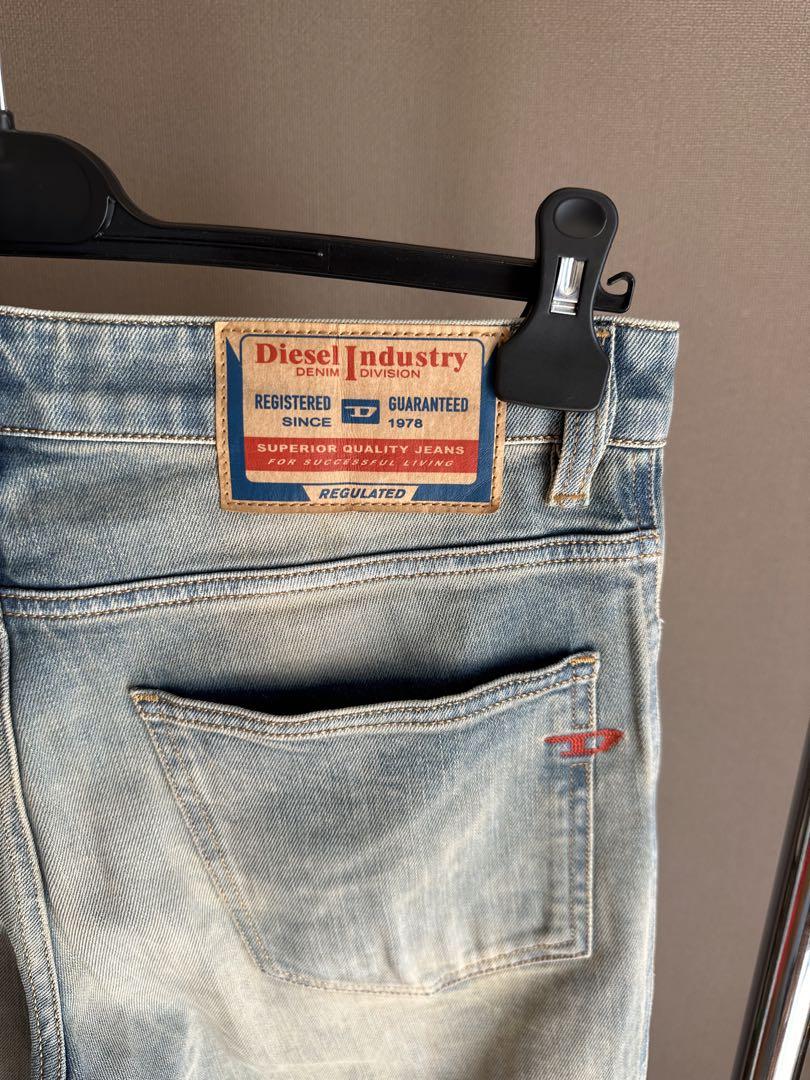 Diesel Industry
DENIM DIVISION
REGISTERED D GUARANTEED
SINCE 1978
SUPERIOR QUALITY JEANS
FOR SUCCESSFUL LIVING
REGULATED
D